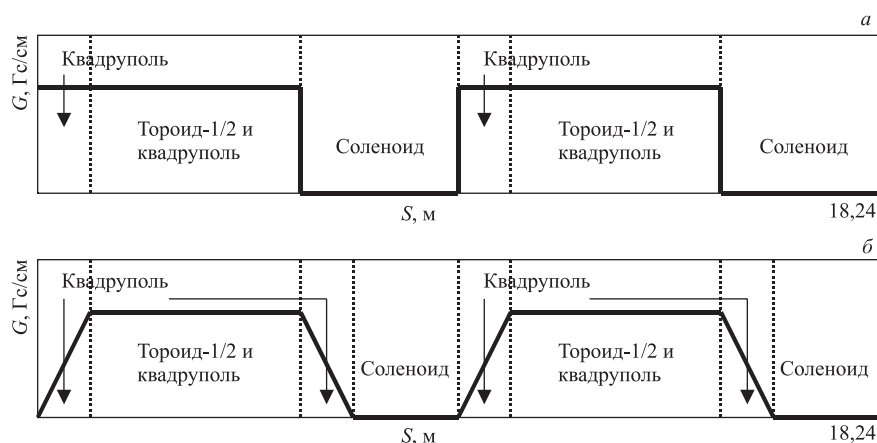 а
G, Гс/см
Квадруполь
Квадруполь
Тороид-1/2 и
квадруполь
Соленоид
Тороид-1/2 и
квадруполь
Соленоид
S, м
18,24
б
G, Гс/см
Квадруполь
Квадруполь
Тороид-1/2 и
квадруполь
Соленоид
Тороид-1/2 и
квадруполь
Соленоид
S, м
18,24